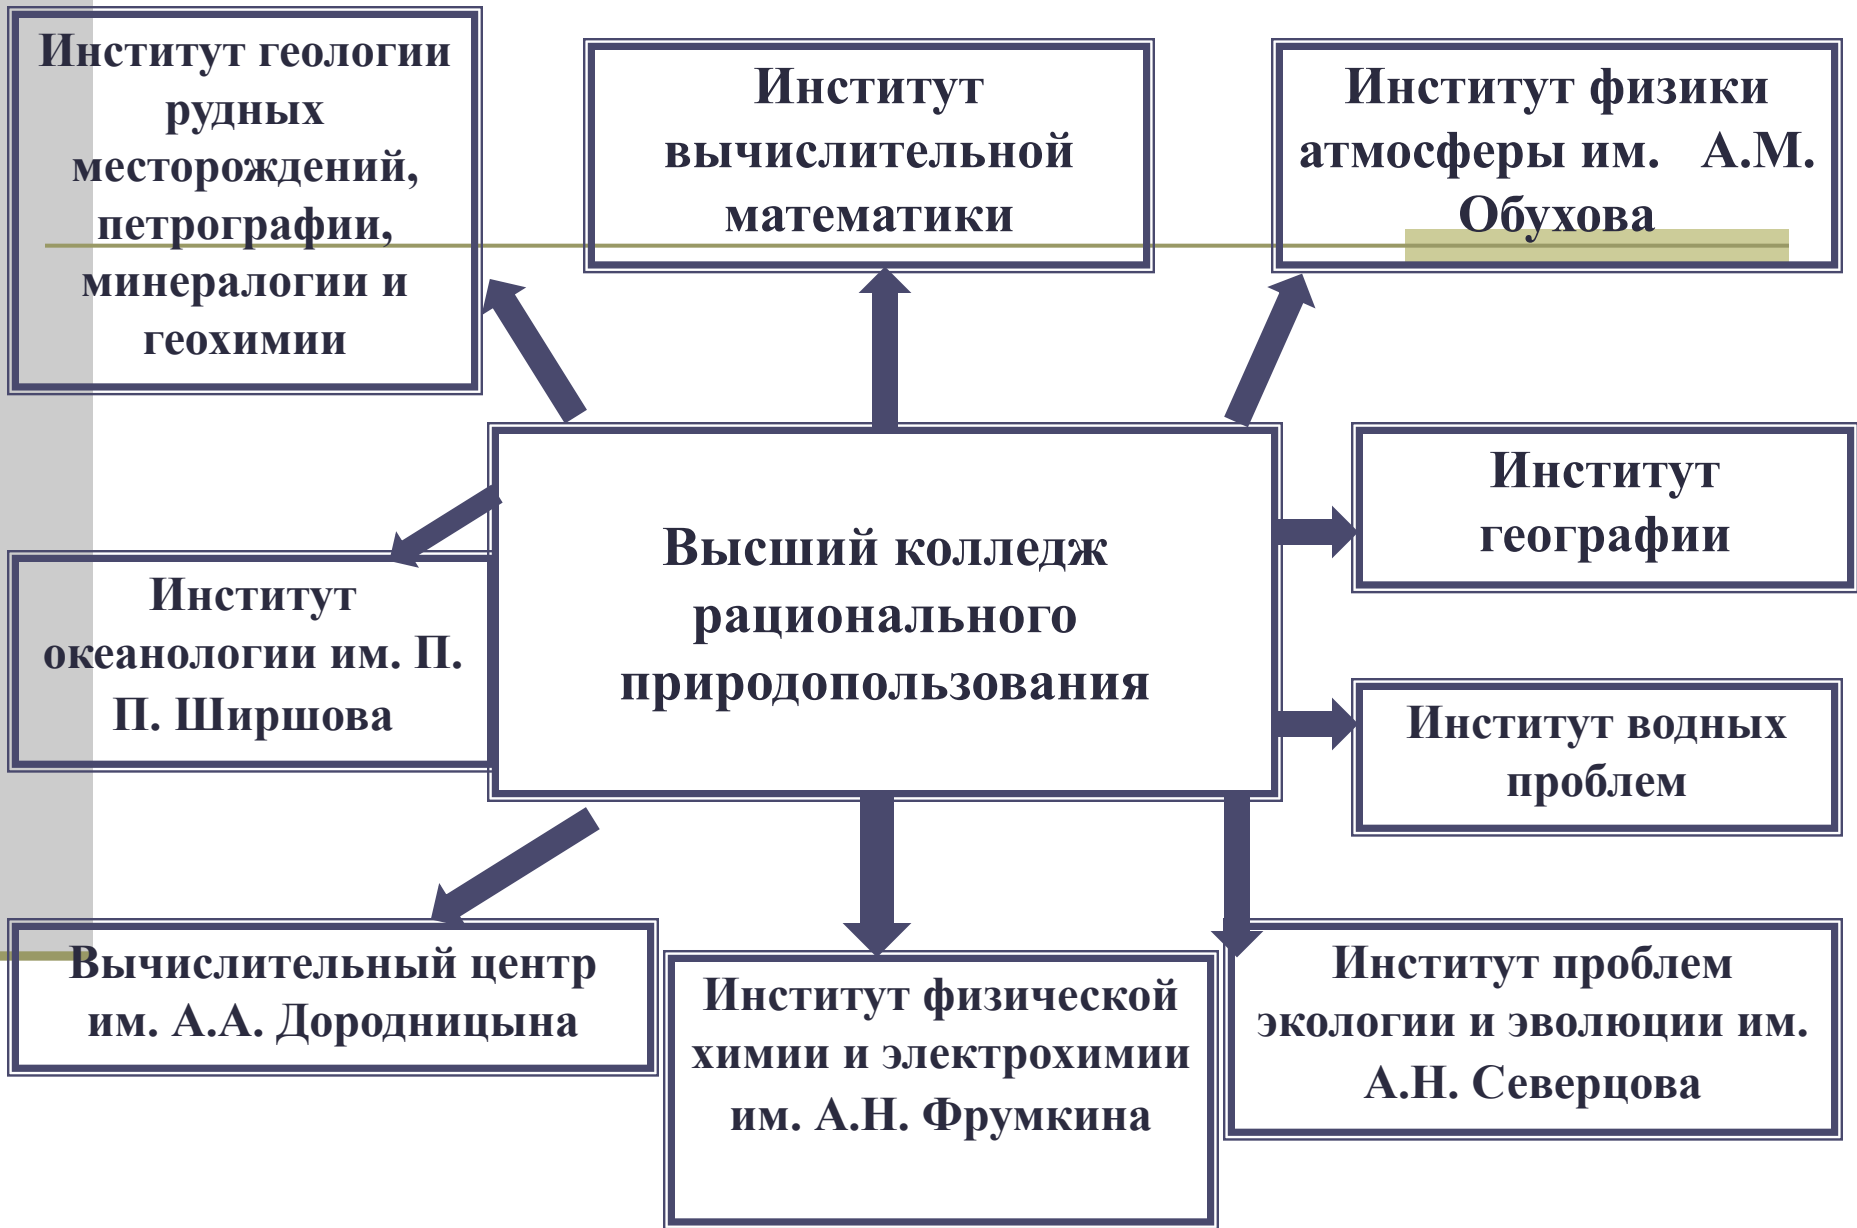 Институт геологии
рудных
месторождений,
петрографии,
минералогии и
геохимии
Институт
вычислительной
математики
Институт физики
атмосферы им. А.М.
Обухова
Высший колледж
рационального
природопользования
Институт
географии
Институт
океанологии им. П.
П. Ширшова
Институт водных
проблем
Вычислительный центр
им. А.А. Дородницына
Институт физической
химии и электрохимии
им. А.Н. Фрумкина
Институт проблем
экологии и эволюции им.
А.Н. Северцова